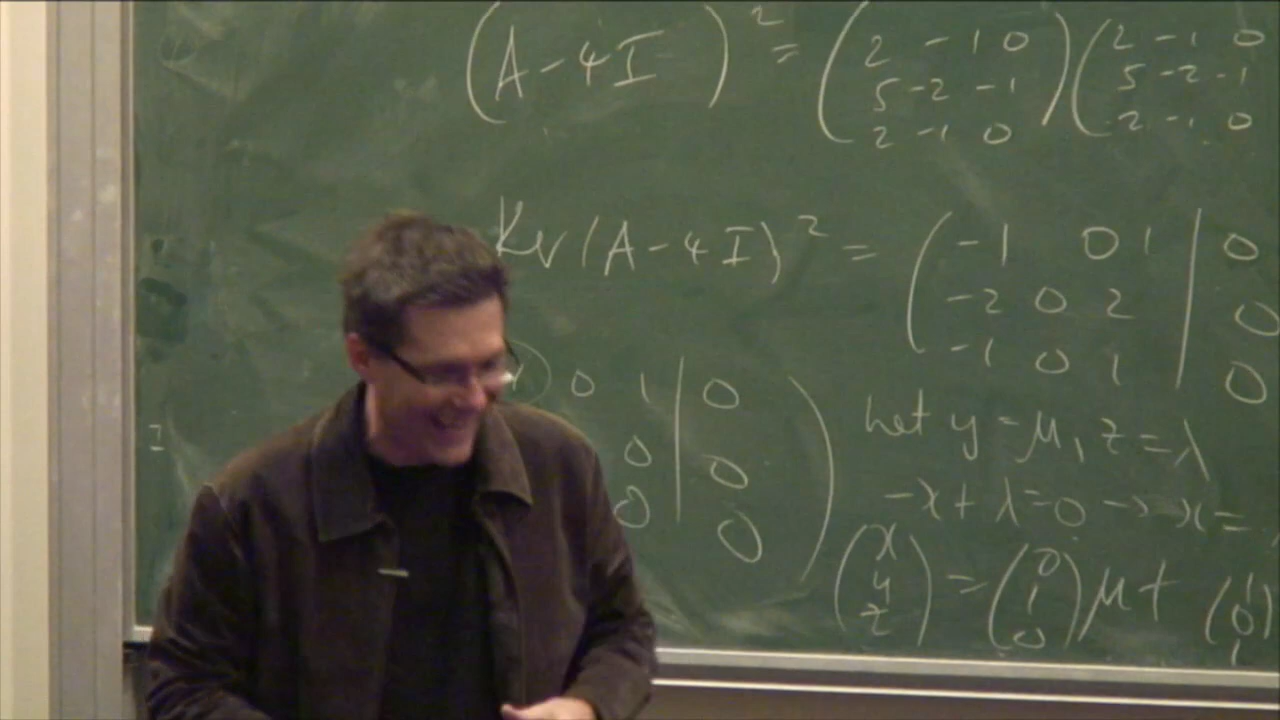 (A - 4I)² = (2 -1 0) (2 -1 0)
(5 -2 -1) (5 -2 -1)
(2 -1 0) (2 -1 0)
Ker(A - 4I)² = (-1 0 1 | 0
(-2 0 2 | 0
(-1 0 1 | 0
0 1 | 0)
0 | 0)
0 | 0)
Let y = μ, z = λ
-x + λ = 0 → x =
(x) = (0) μ + (1)
(y) (1) (0)
(z) (0) (1)
I